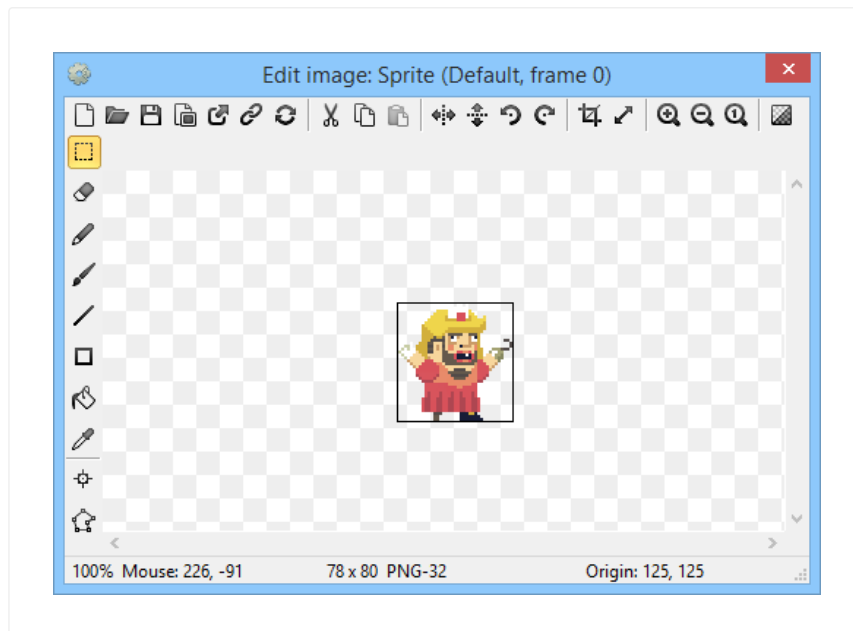 Edit image: Sprite (Default, frame 0)
100% Mouse: 226, -91 78 x 80 PNG-32 Origin: 125, 125